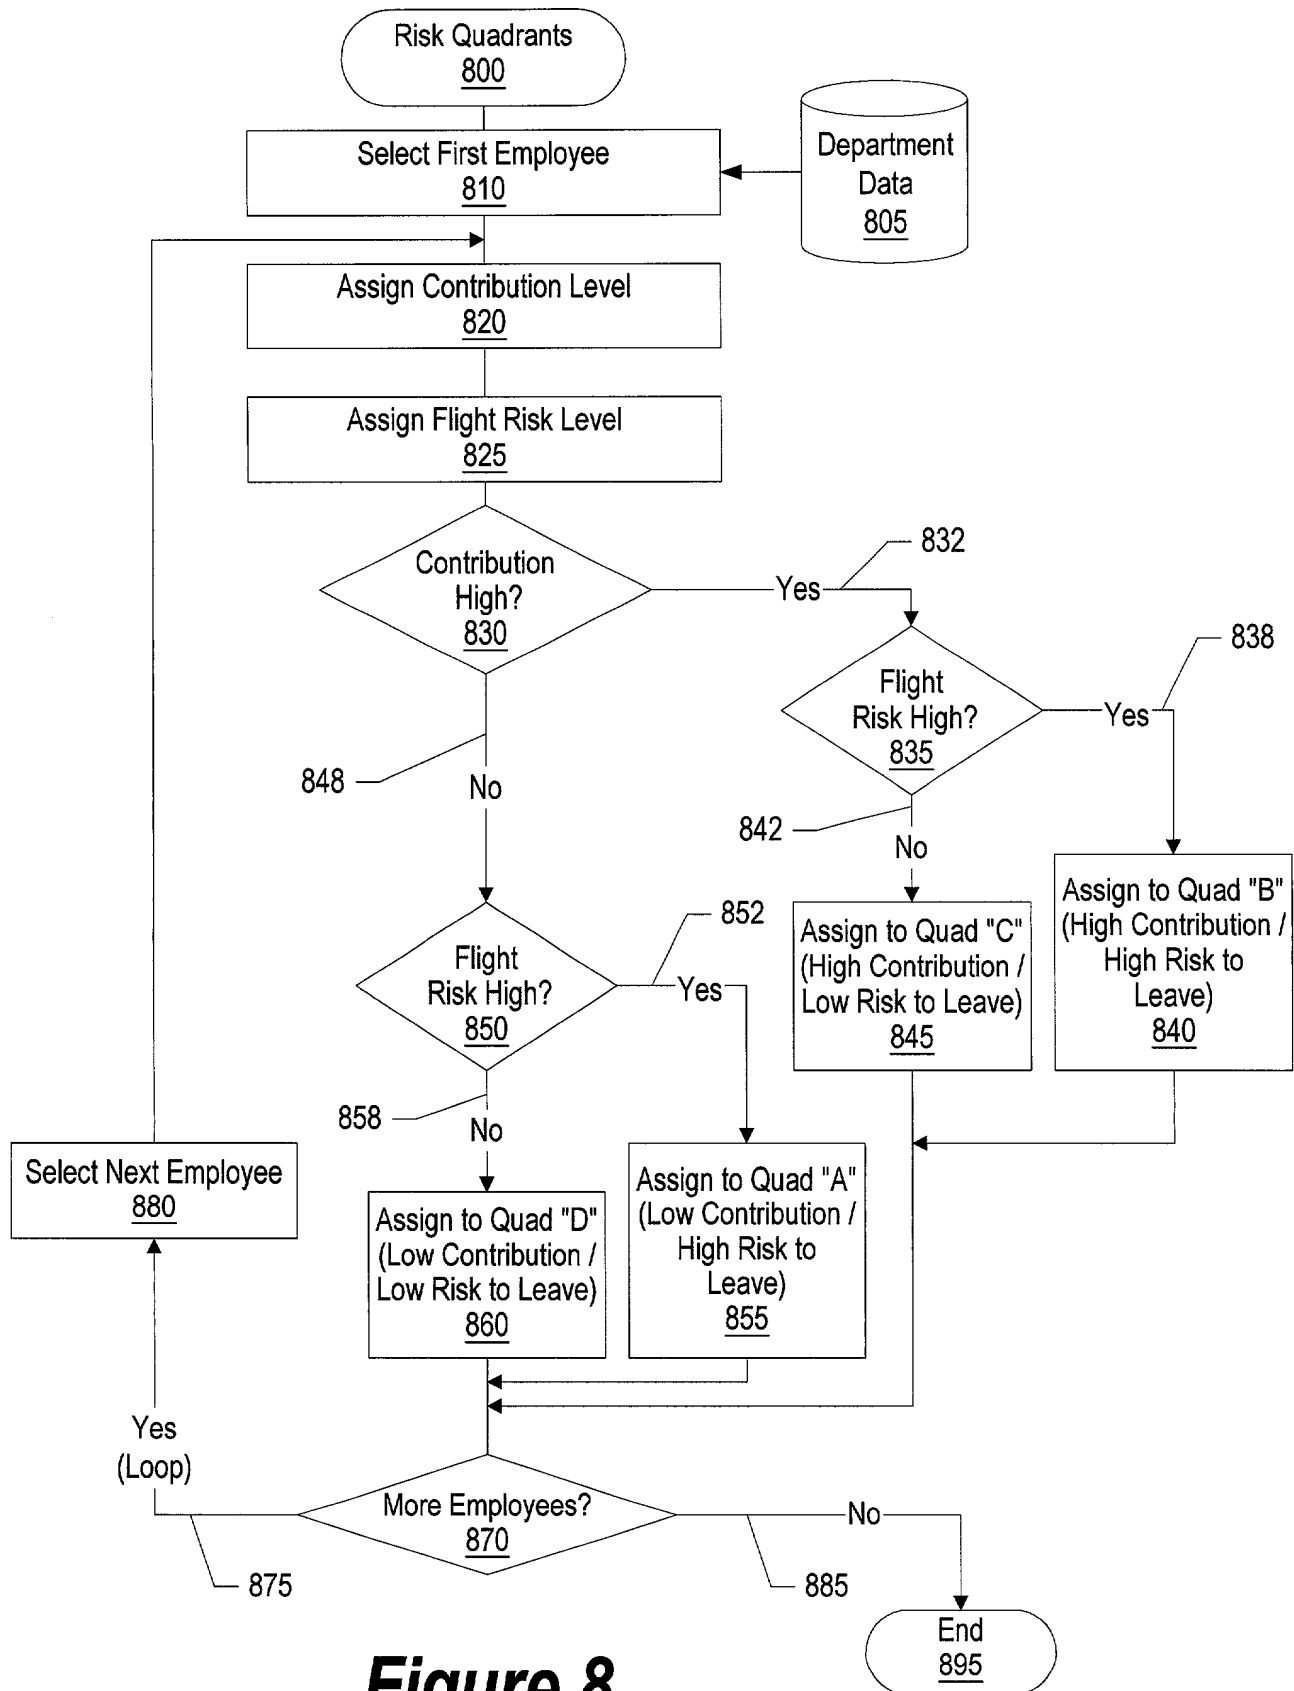 Risk Quadrants
800
Department
Data
805
Select First Employee
810
Assign Contribution Level
820
Assign Flight Risk Level
825
Contribution
High?
830
Yes
832
Flight
Risk High?
835
Yes
838
848
No
842
No
Assign to Quad "B"
(High Contribution /
High Risk to
Leave)
840
Assign to Quad "C"
(High Contribution /
Low Risk to Leave)
845
Flight
Risk High?
850
852
Yes
858
No
Select Next Employee
880
Assign to Quad "A"
(Low Contribution /
High Risk to
Leave)
855
Assign to Quad "D"
(Low Contribution /
Low Risk to Leave)
860
Yes
(Loop)
More Employees?
870
No
875
885
End
895
Figure 8